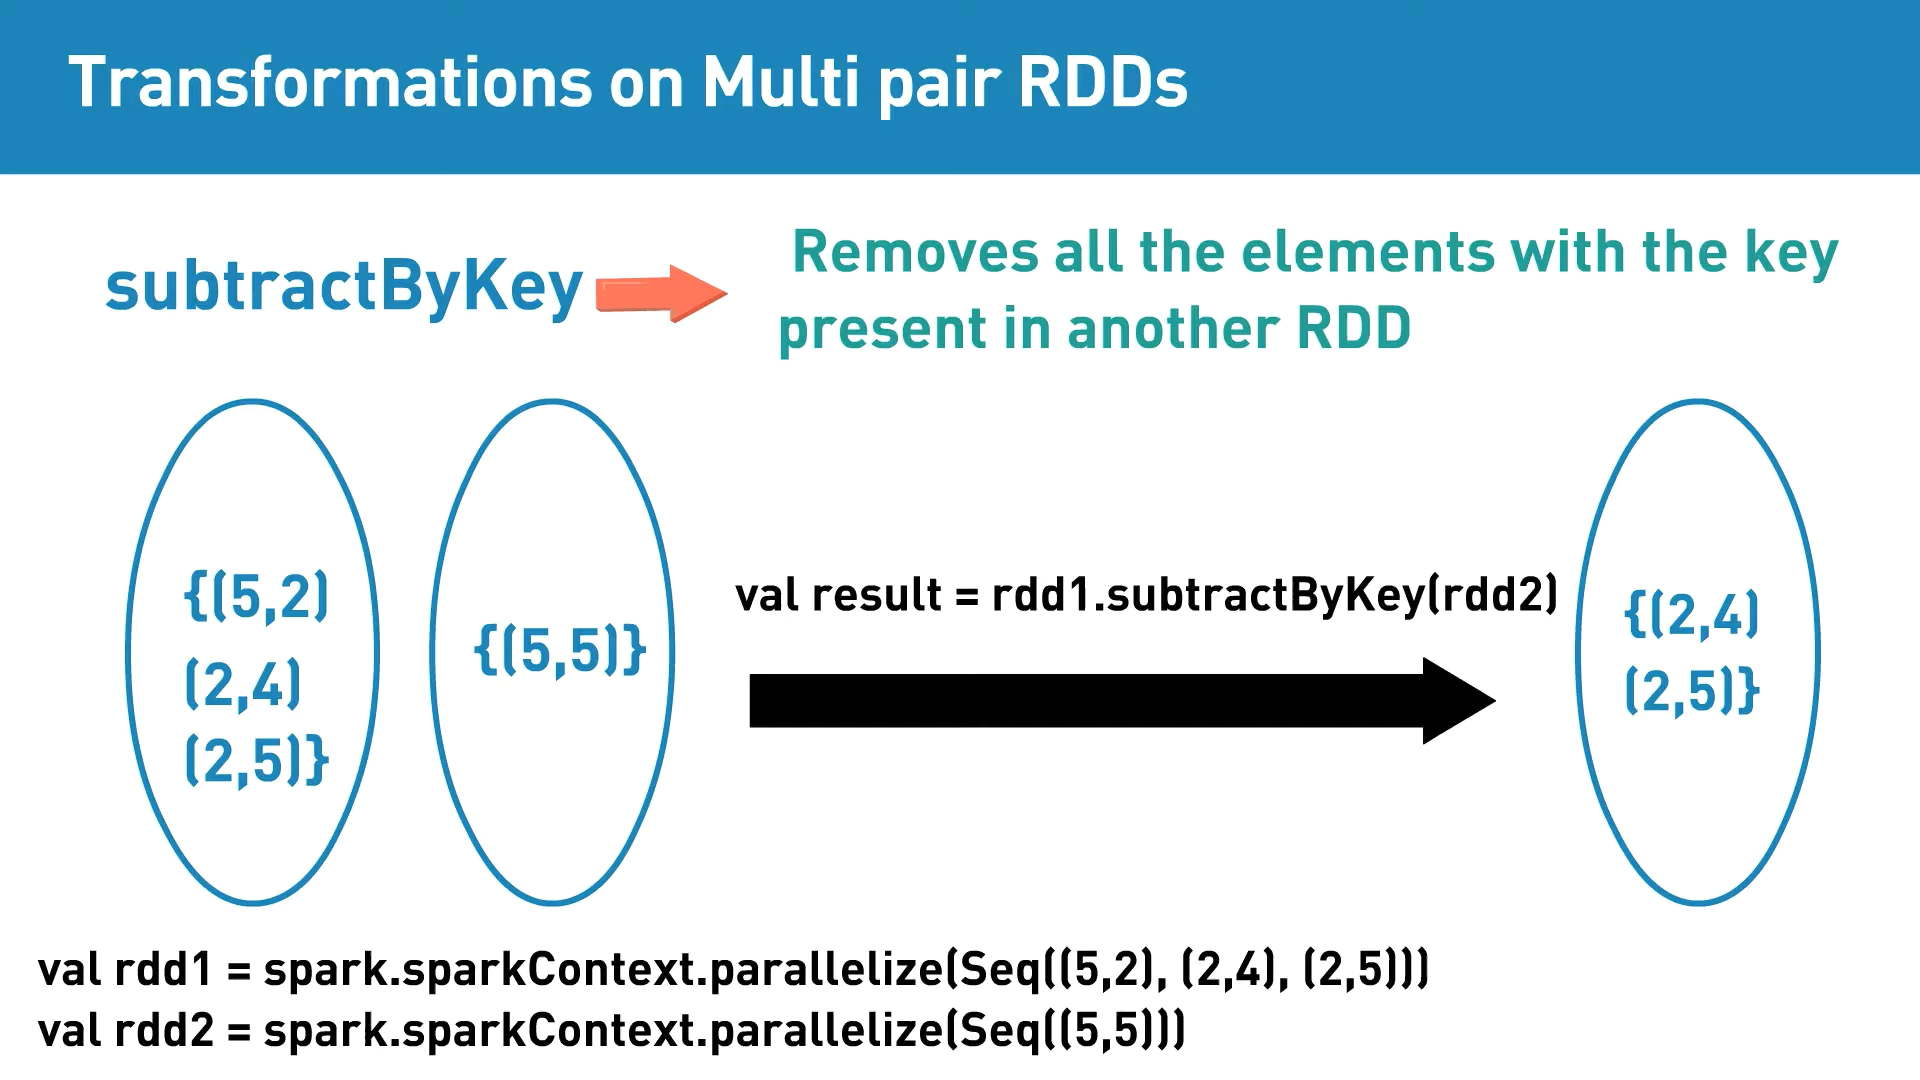 Transformations on Multi pair RDDs
subtractByKey
Removes all the elements with the key
present in another RDD
{(5,2)
(2,4)
(2,5)}
{(5,5)}
val result = rdd1.subtractByKey(rdd2)
{(2,4)
(2,5)}
val rdd1 = spark.sparkContext.parallelize(Seq((5,2), (2,4), (2,5)))
val rdd2 = spark.sparkContext.parallelize(Seq((5,5)))